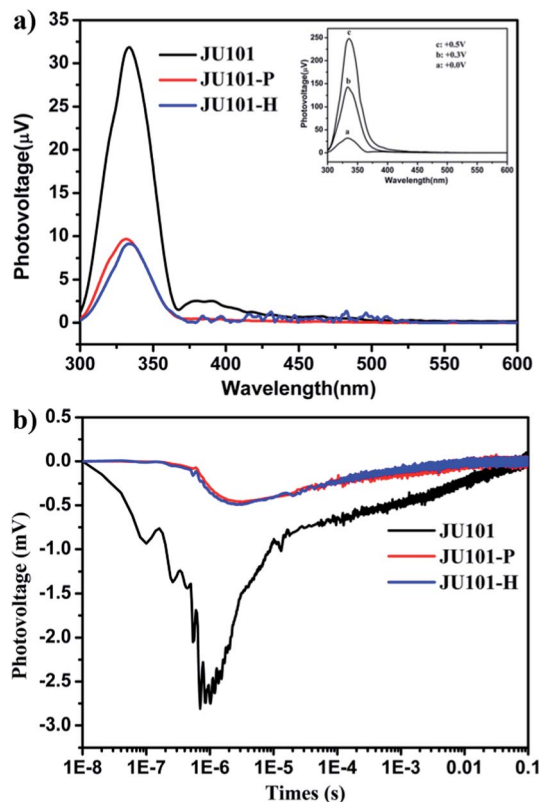 a)
JU101
JU101-P
JU101-H
c: +0.5V
b: +0.3V
a: +0.0V
c
b
a
250
200
150
100
50
0
300 350 400 450 500 550 600
Photovoltage(μV)
Wavelength(nm)
35
30
25
20
15
10
5
0
Photovoltage(μV)
300 350 400 450 500 550 600
Wavelength(nm)
b)
0.5
0.0
-0.5
-1.0
-1.5
-2.0
-2.5
-3.0
Photovoltage (mV)
JU101
JU101-P
JU101-H
1E-8 1E-7 1E-6 1E-5 1E-4 1E-3 0.01 0.1
Times (s)